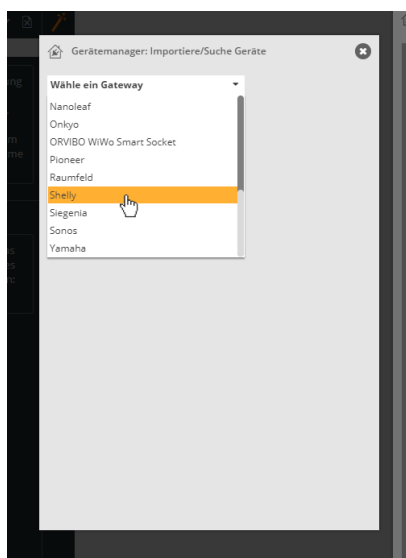 Gerätemanager: Importiere/Suche Geräte
Wähle ein Gateway
Nanoleaf
Onkyo
ORVIBO WiWo Smart Socket
Pioneer
Raumfeld
Shelly
Siegenia
Sonos
Yamaha